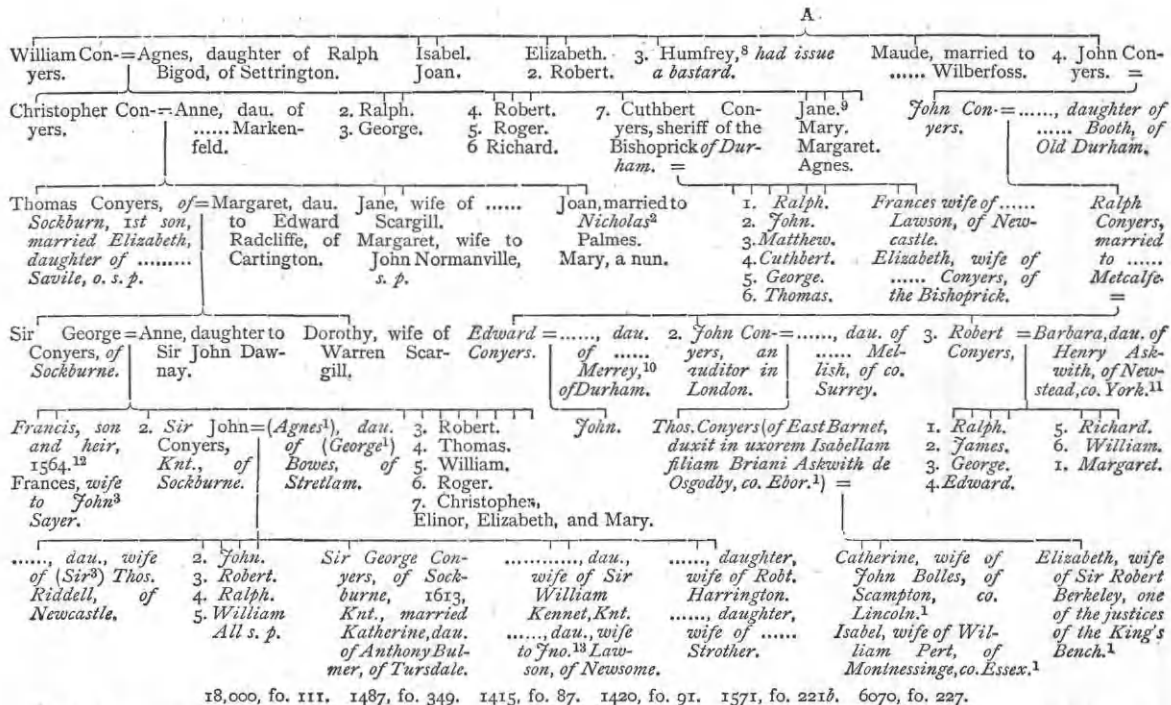 A
William Con-=Agnes, daughter of Ralph Isabel. Elizabeth. 3. Humfrey,⁸ had issue Maude, married to 4. John Con-
yers. Bigod, of Settrington. Joan. 2. Robert. a bastard. ...... Wilberfoss. yers. =
Christopher Con-=Anne, dau. of 2. Ralph. 4. Robert. 7. Cuthbert Con- Jane.⁹ John Con-=......, daughter of
yers. ...... Marken- 3. George. 5. Roger. yers, sheriff of the Mary. yers. ...... Booth, of
feld. 6 Richard. Bishoprick of Dur- Margaret. Old Durham.
ham. = Agnes.
Thomas Conyers, of=Margaret, dau. Jane, wife of ...... Joan, married to 1. Ralph. Frances wife of ...... Ralph
Sockburn, 1st son, to Edward Scargill. Nicholas² 2. John. Lawson, of New- Conyers,
married Elizabeth, Radcliffe, of Margaret, wife to Palmes. 3. Matthew. castle. married
daughter of ......... Cartington. John Normanville, Mary, a nun. 4. Cuthbert. Elizabeth, wife of to ......
Savile, o. s. p. s. p. 5. George. ...... Conyers, of Metcalfe.
6. Thomas. the Bishoprick. =
Sir George=Anne, daughter to Dorothy, wife of Edward =......, dau. 2. John Con-=......, dau. of 3. Robert =Barbara, dau. of
Conyers, of Sir John Daw- Warren Scar- Conyers. of ...... yers, an ...... Mel- Conyers, Henry Ask-
Sockburne. nay. gill. Merrey,¹⁰ auditor in lish, of co. with, of New-
of Durham. London. Surrey. stead, co. York.¹¹
Francis, son 2. Sir John=(Agnes¹), dau. 3. Robert. John. Thos. Conyers (of East Barnet, 1. Ralph. 5. Richard.
and heir, Conyers, of (George¹) 4. Thomas. duxit in uxorem Isabellam 2. James. 6. William.
1564.¹² Knt., of Bowes, of 5. William. filiam Briani Askwith de 3. George. 1. Margaret.
Frances, wife Sockburne. Stretlam. 6. Roger. Osgodby, co. Ebor.¹) = 4. Edward.
to John³ 7. Christopher,
Sayer. Elinor, Elizabeth, and Mary.
......, dau., wife 2. John. Sir George Con- ............, dau., ......, daughter, Catherine, wife of Elizabeth, wife
of (Sir³) Thos. 3. Robert. yers, of Sock- wife of Sir wife of Robt. John Bolles, of of Sir Robert
Riddell, of 4. Ralph. burne, 1613, William Harrington. Scampton, co. Berkeley, one
Newcastle. 5. William Knt., married Kennet, Knt. ......, daughter, Lincoln.¹ of the justices
All s. p. Katherine, dau. ......, dau., wife wife of ...... Isabel, wife of Wil- of the King's
of Anthony Bul- to Jno.¹³ Law- Strother. liam Pert, of Bench.¹
mer, of Tursdale. son, of Newsome. Montnessinge, co. Essex.¹
18,000, fo. 111. 1487, fo. 349. 1415, fo. 87. 1420, fo. 91. 1571, fo. 221b. 6070, fo. 227.